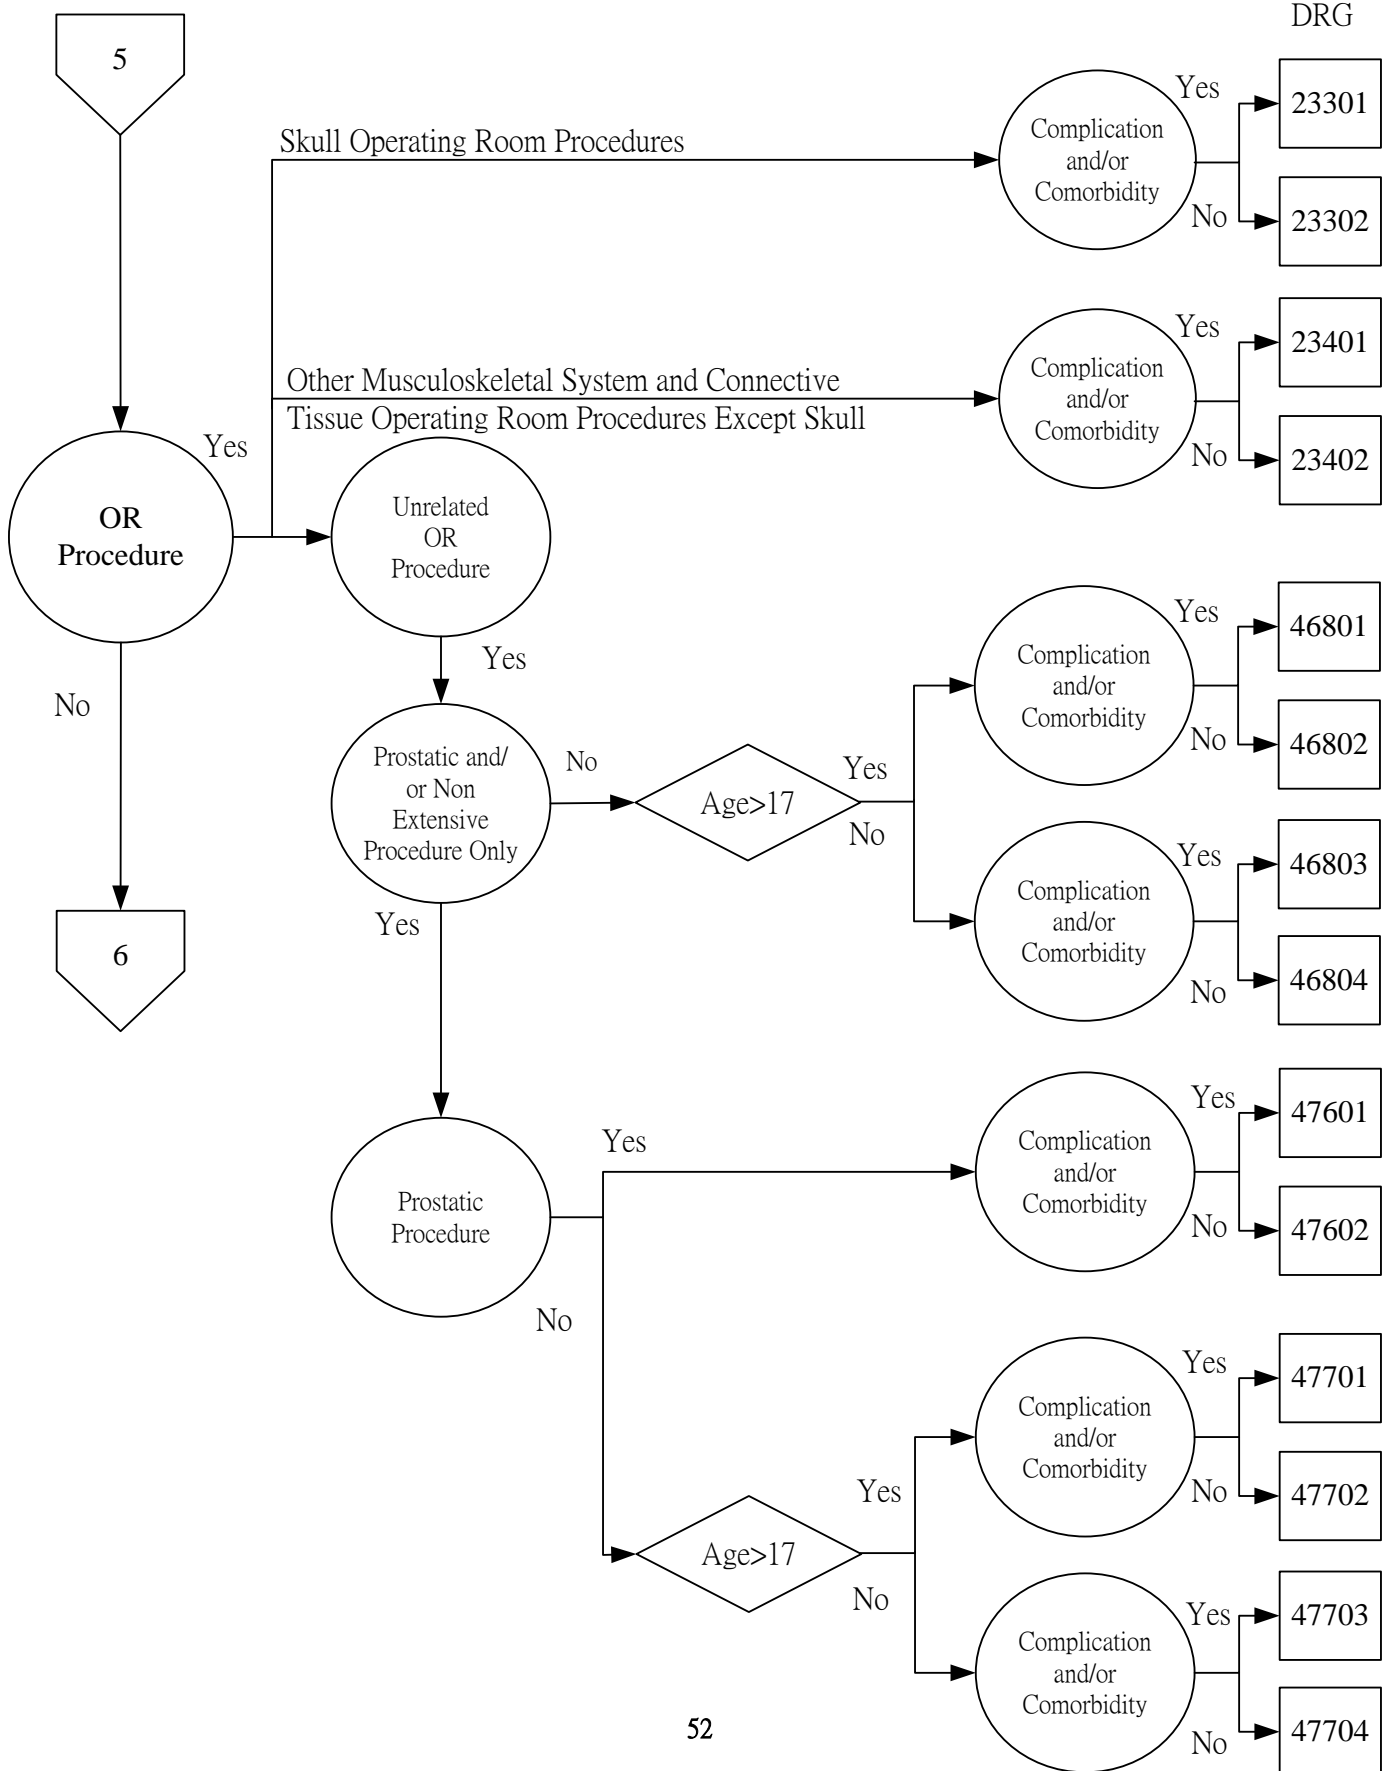 DRG
5
Skull Operating Room Procedures
Complication
and/or
Comorbidity
Yes
23301
No
23302
Other Musculoskeletal System and Connective
Tissue Operating Room Procedures Except Skull
Complication
and/or
Comorbidity
Yes
23401
No
23402
OR
Procedure
Yes
No
6
Unrelated
OR
Procedure
Yes
Prostatic and/
or Non
Extensive
Procedure Only
No
Age>17
Yes
No
Complication
and/or
Comorbidity
Yes
46801
No
46802
Complication
and/or
Comorbidity
Yes
46803
No
46804
Yes
Prostatic
Procedure
Yes
Complication
and/or
Comorbidity
Yes
47601
No
47602
No
Age>17
Yes
No
Complication
and/or
Comorbidity
Yes
47701
No
47702
Complication
and/or
Comorbidity
Yes
47703
No
47704
52